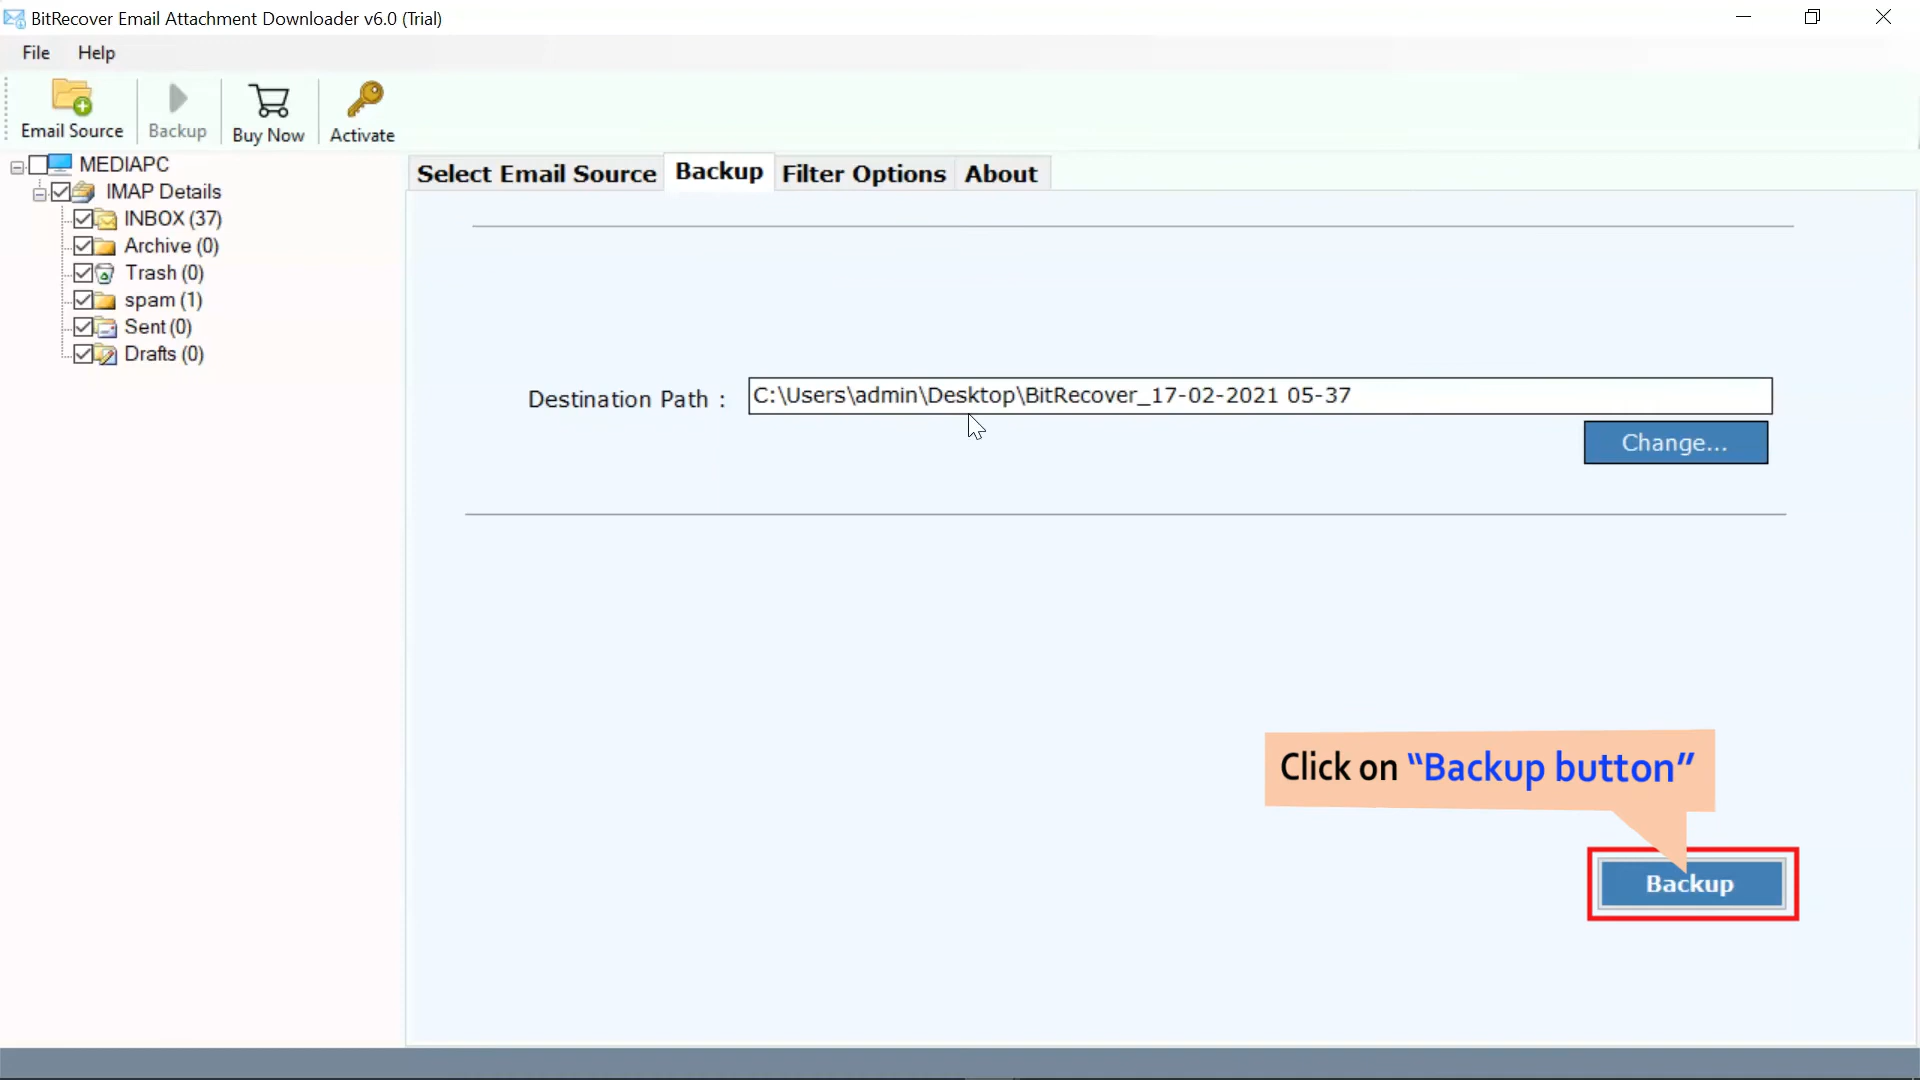 BitRecover Email Attachment Downloader v6.0 (Trial)
File Help
Email Source Backup Buy Now Activate
MEDIAPC
IMAP Details
INBOX (37)
Archive (0)
Trash (0)
spam (1)
Sent (0)
Drafts (0)
Select Email Source Backup Filter Options About
Destination Path : C:\Users\admin\Desktop\BitRecover_17-02-2021 05-37
Change...
Click on “Backup button”
Backup